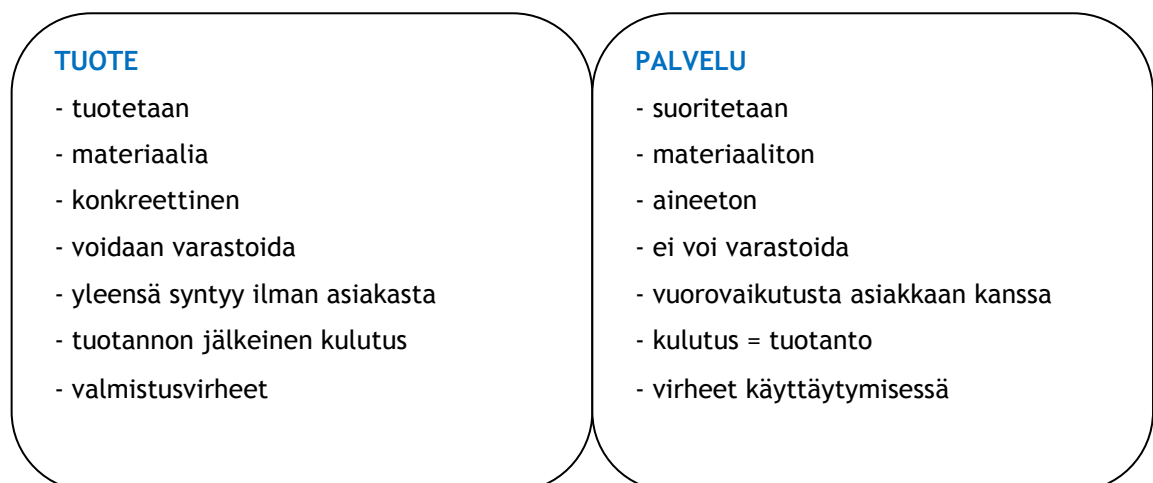 TUOTE
- tuotetaan
- materiaalia
- konkreettinen
- voidaan varastoida
- yleensä syntyy ilman asiakasta
- tuotannon jälkeinen kulutus
- valmistusvirheet
PALVELU
- suoritetaan
- materiaaliton
- aineeton
- ei voi varastoida
- vuorovaikutusta asiakkaan kanssa
- kulutus = tuotanto
- virheet käyttäytymisessä